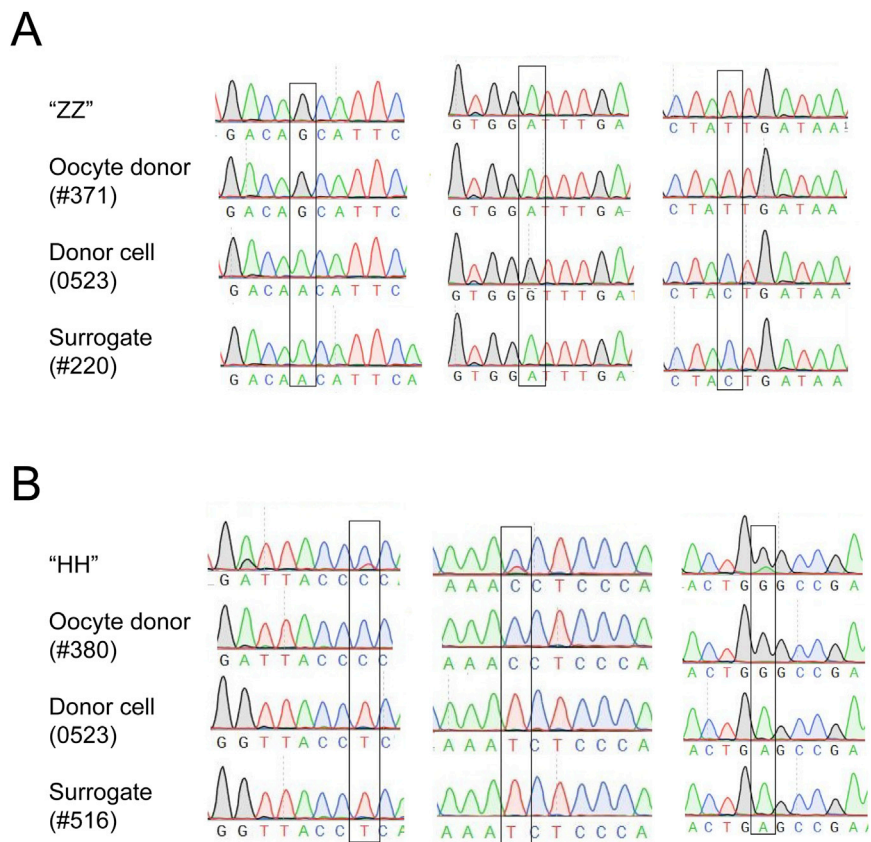 A
"ZZ"
G A C A G C A T T C
G T G G A T T T G A
C T A T T G A T A A
Oocyte donor
(#371)
G A C A G C A T T C
G T G G A T T T G A
C T A T T G A T A A
Donor cell
(0523)
G A C A A C A T T C
G T G G G T T T G A T
C T A C T G A T A A
Surrogate
(#220)
G A C A A C A T T C A
G T G G A T T T G A
C T A C T G A T A A
B
"HH"
G A T T A C C C C
A A A C C T C C C A
A C T G G G C C G A
Oocyte donor
(#380)
G A T T A C C C C
A A A C C T C C C A
A C T G G G C C G A
Donor cell
(0523)
G G T T A C C T C
A A A T C T C C C A
A C T G A G C C G A
Surrogate
(#516)
G G T T A C C T C A
A A A T C T C C C A
A C T G A G C C G A A